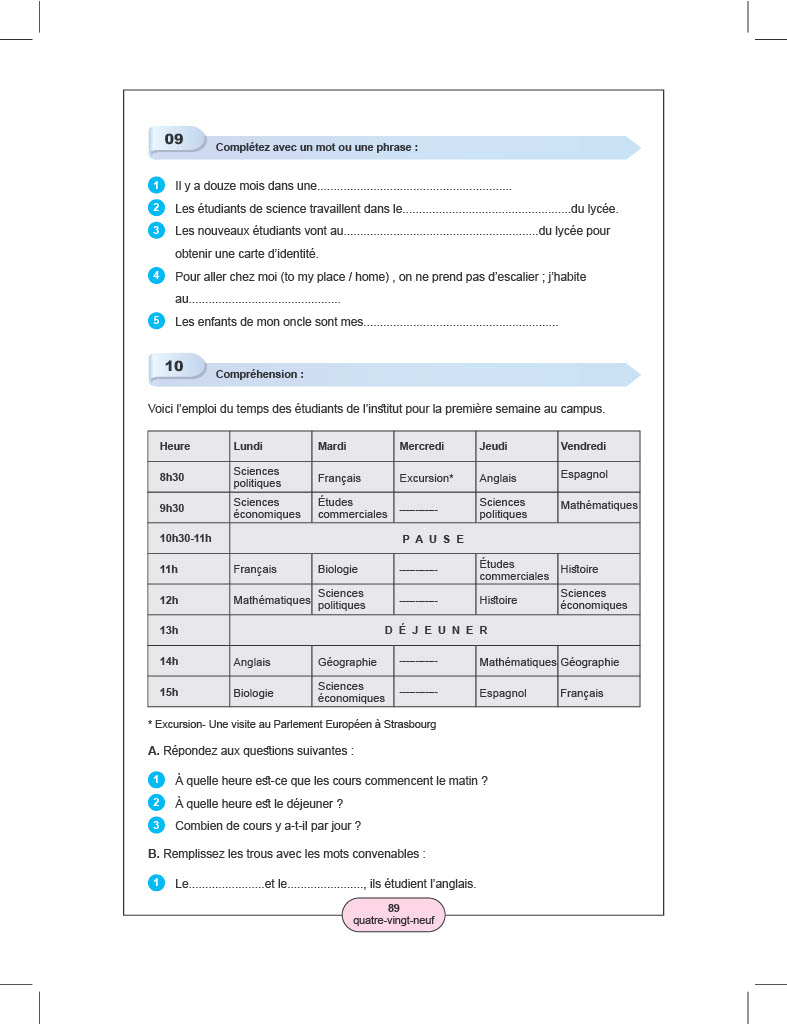 09
Complétez avec un mot ou une phrase :
1 Il y a douze mois dans une...........................................................
2 Les étudiants de science travaillent dans le...................................................du lycée.
3 Les nouveaux étudiants vont au...........................................................du lycée pour
obtenir une carte d'identité.
4 Pour aller chez moi (to my place / home) , on ne prend pas d'escalier ; j'habite
au..............................................
5 Les enfants de mon oncle sont mes...........................................................
10
Compréhension :
Voici l'emploi du temps des étudiants de l'institut pour la première semaine au campus.
Heure Lundi Mardi Mercredi Jeudi Vendredi
8h30 Sciences politiques Français Excursion* Anglais Espagnol
9h30 Sciences économiques Études commerciales ------------ Sciences politiques Mathématiques
10h30-11h PAUSE
11h Français Biologie ------------ Études commerciales Histoire
12h Mathématiques Sciences politiques ------------ Histoire Sciences économiques
13h DÉJEUNER
14h Anglais Géographie ------------ Mathématiques Géographie
15h Biologie Sciences économiques ------------ Espagnol Français
* Excursion- Une visite au Parlement Européen à Strasbourg
A. Répondez aux questions suivantes :
1 À quelle heure est-ce que les cours commencent le matin ?
2 À quelle heure est le déjeuner ?
3 Combien de cours y a-t-il par jour ?
B. Remplissez les trous avec les mots convenables :
1 Le.......................et le......................., ils étudient l'anglais.
89
quatre-vingt-neuf